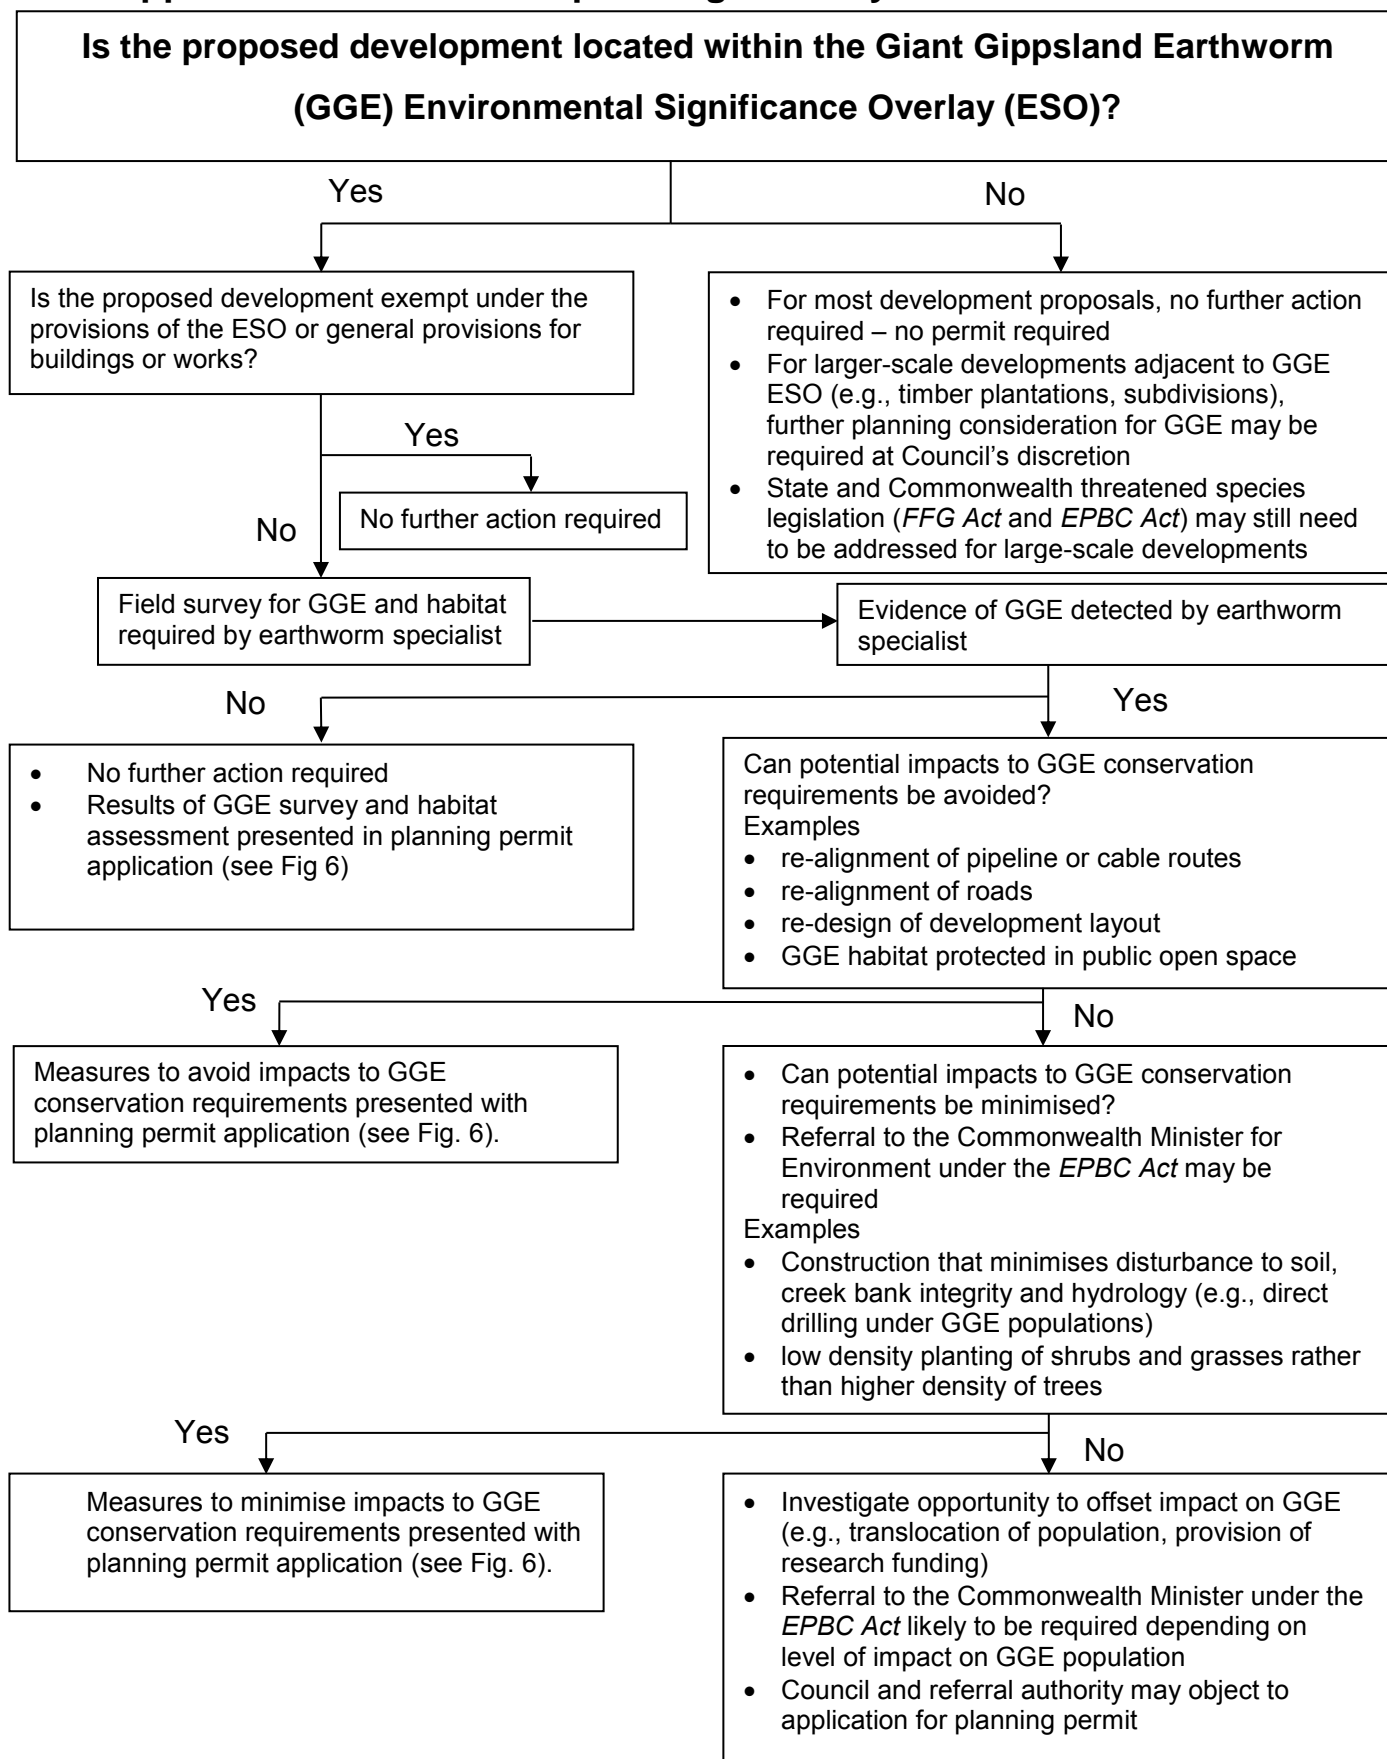 Is the proposed development located within the Giant Gippsland Earthworm
(GGE) Environmental Significance Overlay (ESO)?
Yes
No
Is the proposed development exempt under the
provisions of the ESO or general provisions for
buildings or works?
• For most development proposals, no further action
required – no permit required
• For larger-scale developments adjacent to GGE
ESO (e.g., timber plantations, subdivisions),
further planning consideration for GGE may be
required at Council’s discretion
• State and Commonwealth threatened species
legislation (FFG Act and EPBC Act) may still need
to be addressed for large-scale developments
Yes
No further action required
No
Field survey for GGE and habitat
required by earthworm specialist
Evidence of GGE detected by earthworm
specialist
No
Yes
• No further action required
• Results of GGE survey and habitat
assessment presented in planning permit
application (see Fig 6)
Can potential impacts to GGE conservation
requirements be avoided?
Examples
• re-alignment of pipeline or cable routes
• re-alignment of roads
• re-design of development layout
• GGE habitat protected in public open space
Yes
No
Measures to avoid impacts to GGE
conservation requirements presented with
planning permit application (see Fig. 6).
• Can potential impacts to GGE conservation
requirements be minimised?
• Referral to the Commonwealth Minister for
Environment under the EPBC Act may be
required
Examples
• Construction that minimises disturbance to soil,
creek bank integrity and hydrology (e.g., direct
drilling under GGE populations)
• low density planting of shrubs and grasses rather
than higher density of trees
Yes
No
Measures to minimise impacts to GGE
conservation requirements presented with
planning permit application (see Fig. 6).
• Investigate opportunity to offset impact on GGE
(e.g., translocation of population, provision of
research funding)
• Referral to the Commonwealth Minister under the
EPBC Act likely to be required depending on
level of impact on GGE population
• Council and referral authority may object to
application for planning permit